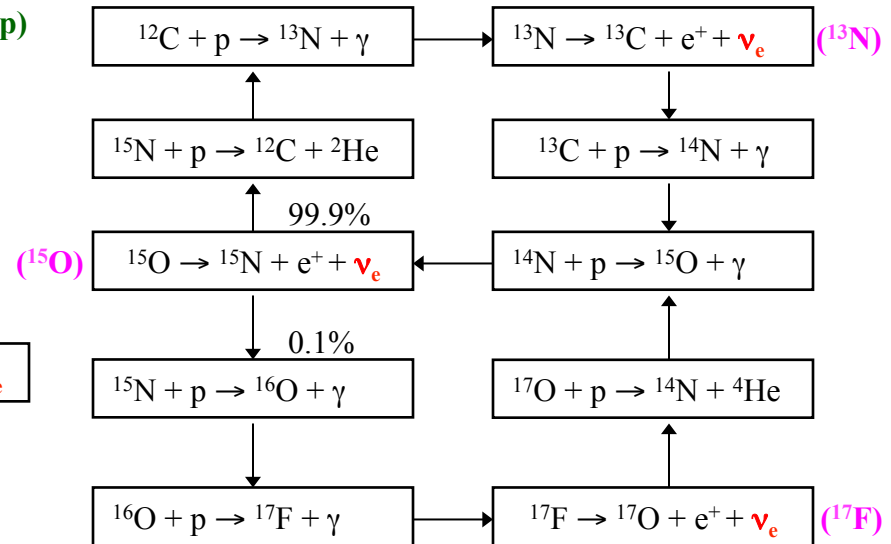 p)
¹²C + p → ¹³N + γ
¹³N → ¹³C + e⁺ + νₑ
(¹³N)
¹⁵N + p → ¹²C + ²He
¹³C + p → ¹⁴N + γ
99.9%
(¹⁵O)
¹⁵O → ¹⁵N + e⁺ + νₑ
¹⁴N + p → ¹⁵O + γ
0.1%
e
¹⁵N + p → ¹⁶O + γ
¹⁷O + p → ¹⁴N + ⁴He
¹⁶O + p → ¹⁷F + γ
¹⁷F → ¹⁷O + e⁺ + νₑ
(¹⁷F)